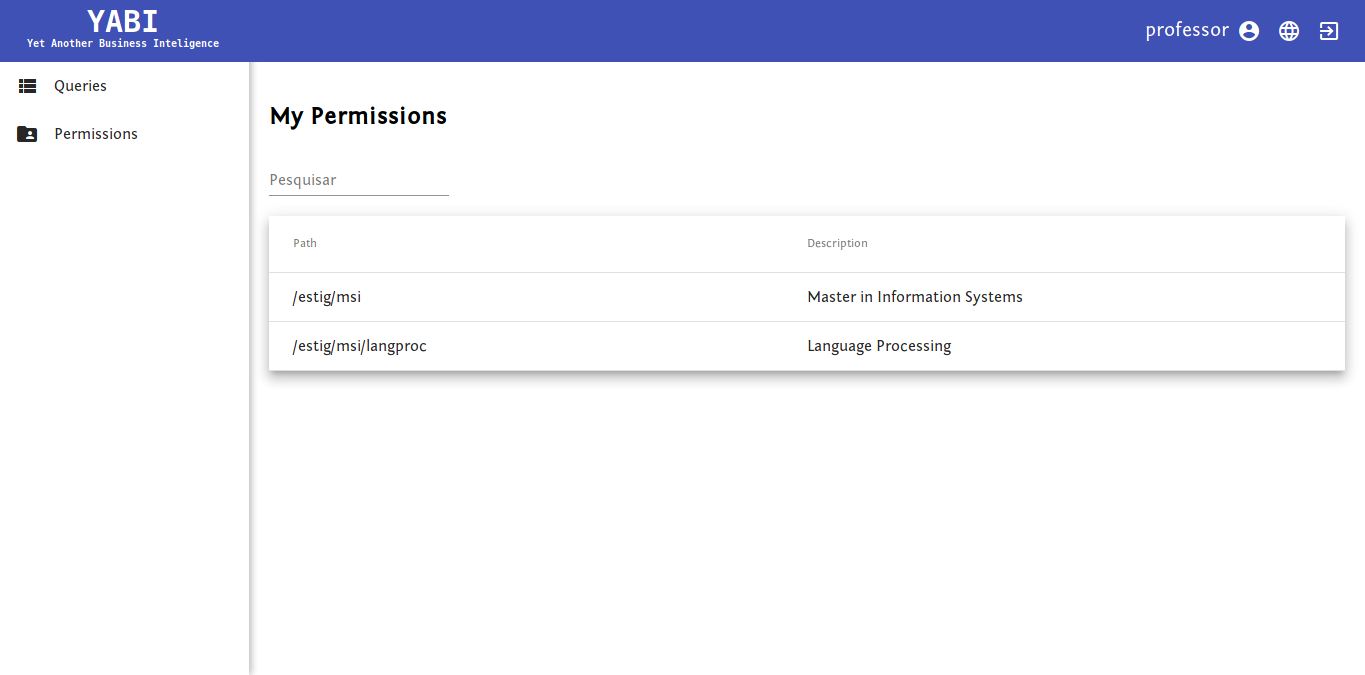 YABI
Yet Another Business Inteligence
professor
Queries
Permissions
My Permissions
Pesquisar
Path Description
/estig/msi Master in Information Systems
/estig/msi/langproc Language Processing